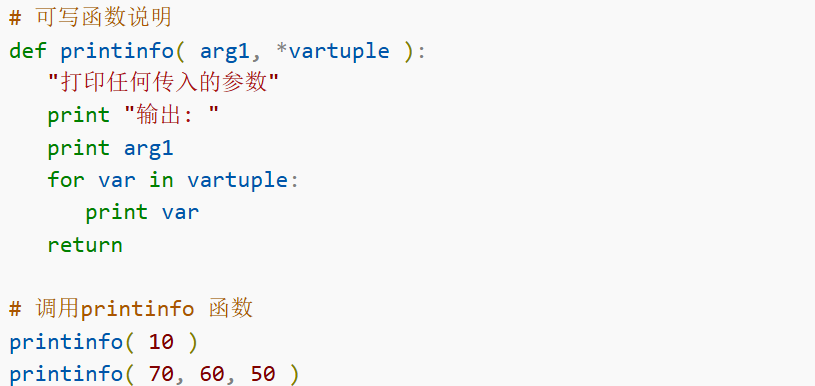 # 可写函数说明
def printinfo( arg1, *vartuple ):
   "打印任何传入的参数"
   print "输出: "
   print arg1
   for var in vartuple:
      print var
   return

# 调用printinfo 函数
printinfo( 10 )
printinfo( 70, 60, 50 )